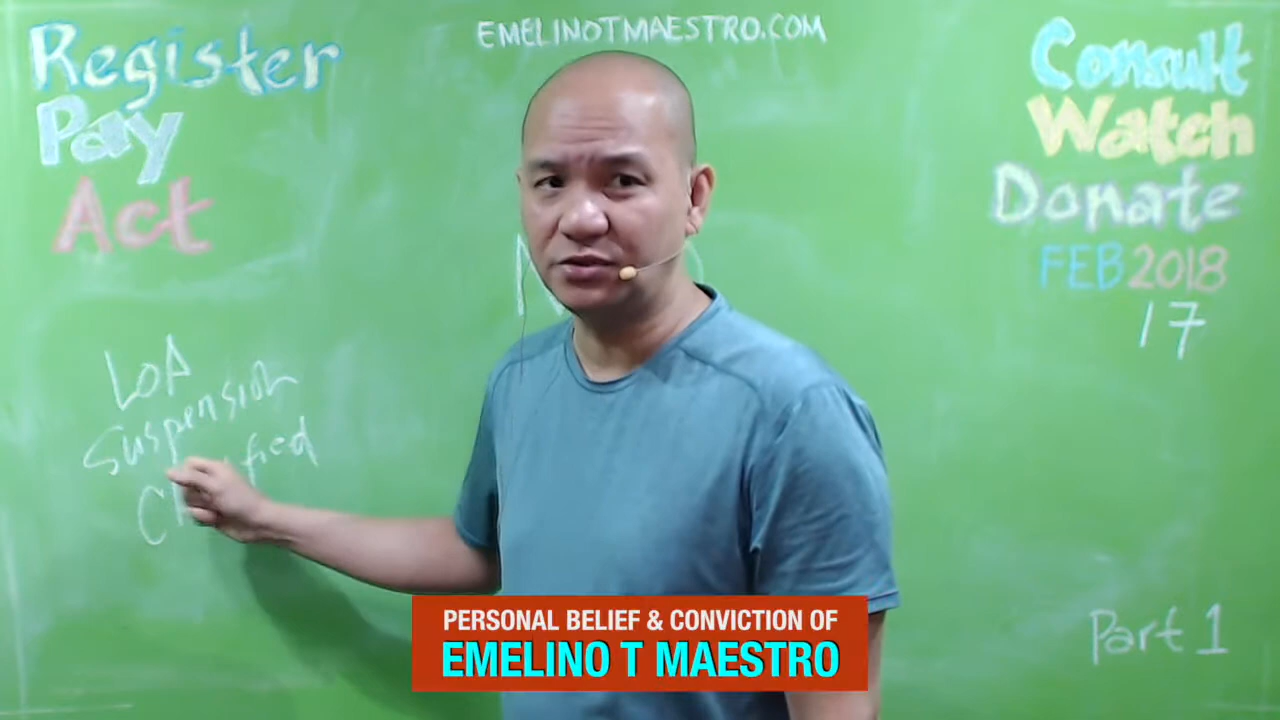 EMELINOTMAESTRO.COM
Register
Pay
Act
Consult
Watch
Donate
FEB 2018
17
LOA
Suspension
Part 1
PERSONAL BELIEF & CONVICTION OF
EMELINO T MAESTRO